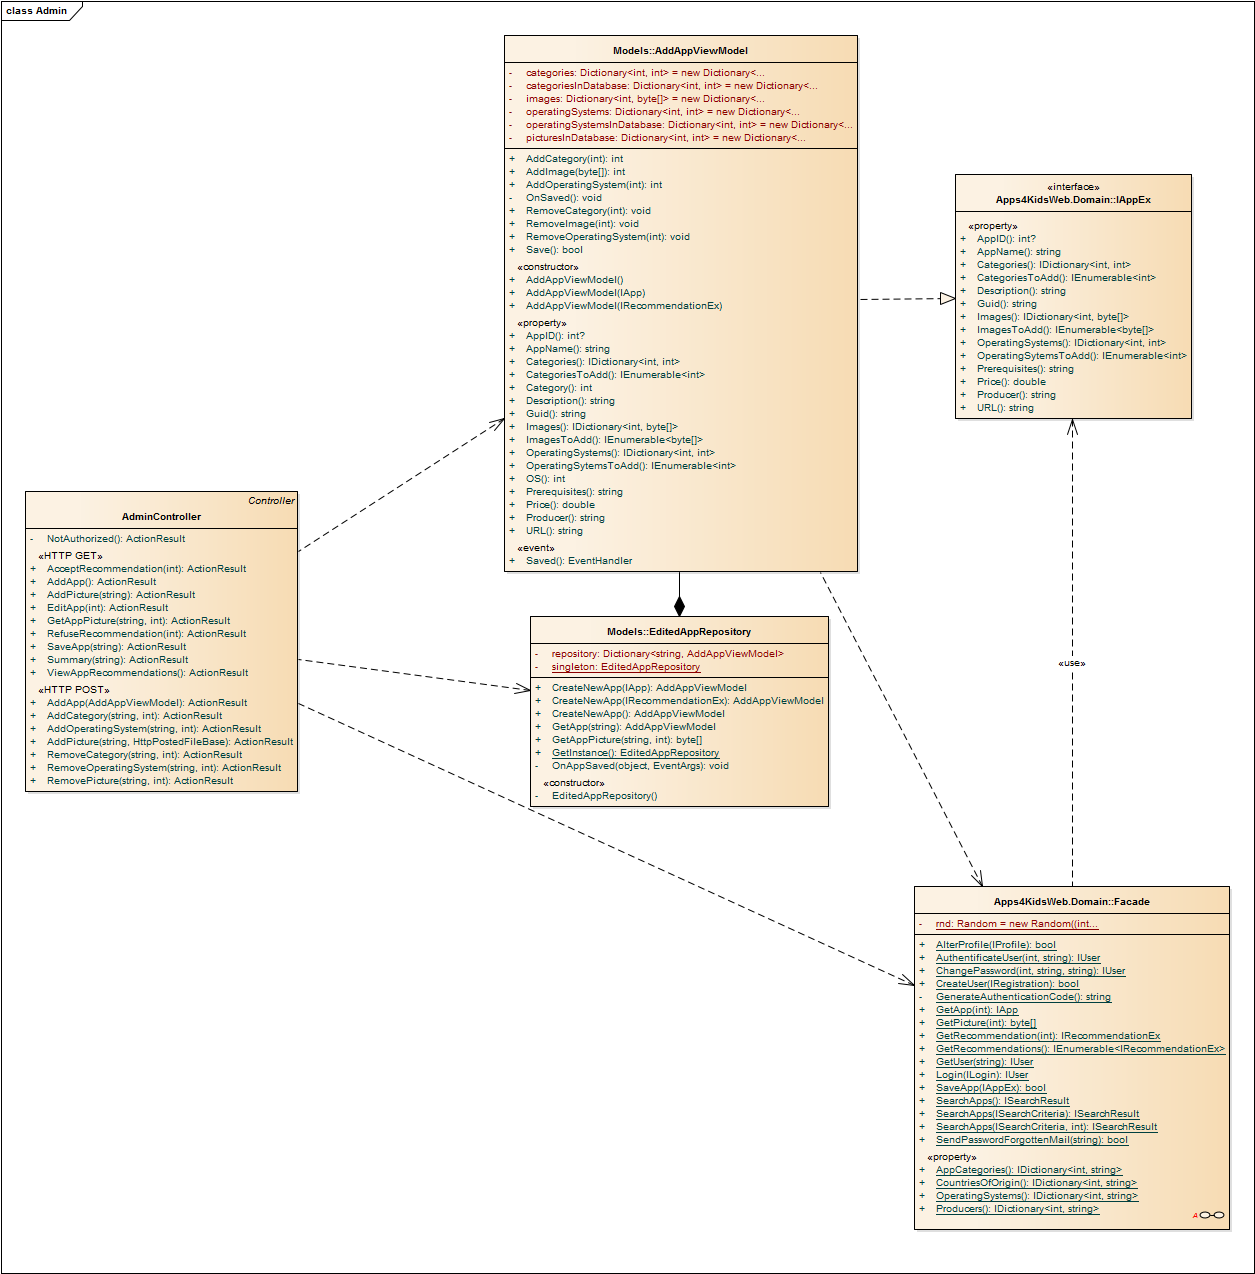 class Admin
Models::AddAppViewModel
- categories: Dictionary<int, int> = new Dictionary<...
- categoriesInDatabase: Dictionary<int, int> = new Dictionary<...
- images: Dictionary<int, byte[]> = new Dictionary<...
- operatingSystems: Dictionary<int, int> = new Dictionary<...
- operatingSystemsInDatabase: Dictionary<int, int> = new Dictionary<...
- picturesInDatabase: Dictionary<int, int> = new Dictionary<...
+ AddCategory(int): int
+ AddImage(byte[]): int
+ AddOperatingSystem(int): int
- OnSaved(): void
+ RemoveCategory(int): void
+ RemoveImage(int): void
+ RemoveOperatingSystem(int): void
+ Save(): bool
«constructor»
+ AddAppViewModel()
+ AddAppViewModel(IApp)
+ AddAppViewModel(IRecommendationEx)
«property»
+ AppID(): int?
+ AppName(): string
+ Categories(): IDictionary<int, int>
+ CategoriesToAdd(): IEnumerable<int>
+ Category(): int
+ Description(): string
+ Guid(): string
+ Images(): IDictionary<int, byte[]>
+ ImagesToAdd(): IEnumerable<byte[]>
+ OperatingSystems(): IDictionary<int, int>
+ OperatingSytemsToAdd(): IEnumerable<int>
+ OS(): int
+ Prerequisites(): string
+ Price(): double
+ Producer(): string
+ URL(): string
«event»
+ Saved(): EventHandler
«interface»
Apps4KidsWeb.Domain::IAppEx
«property»
+ AppID(): int?
+ AppName(): string
+ Categories(): IDictionary<int, int>
+ CategoriesToAdd(): IEnumerable<int>
+ Description(): string
+ Guid(): string
+ Images(): IDictionary<int, byte[]>
+ ImagesToAdd(): IEnumerable<byte[]>
+ OperatingSystems(): IDictionary<int, int>
+ OperatingSytemsToAdd(): IEnumerable<int>
+ Prerequisites(): string
+ Price(): double
+ Producer(): string
+ URL(): string
Controller
AdminController
- NotAuthorized(): ActionResult
«HTTP GET»
+ AcceptRecommendation(int): ActionResult
+ AddApp(): ActionResult
+ AddPicture(string): ActionResult
+ EditApp(int): ActionResult
+ GetAppPicture(string, int): ActionResult
+ RefuseRecommendation(int): ActionResult
+ SaveApp(string): ActionResult
+ Summary(string): ActionResult
+ ViewAppRecommendations(): ActionResult
«HTTP POST»
+ AddApp(AddAppViewModel): ActionResult
+ AddCategory(string, int): ActionResult
+ AddOperatingSystem(string, int): ActionResult
+ AddPicture(string, HttpPostedFileBase): ActionResult
+ RemoveCategory(string, int): ActionResult
+ RemoveOperatingSystem(string, int): ActionResult
+ RemovePicture(string, int): ActionResult
Models::EditedAppRepository
- repository: Dictionary<string, AddAppViewModel>
- singleton: EditedAppRepository
+ CreateNewApp(IApp): AddAppViewModel
+ CreateNewApp(IRecommendationEx): AddAppViewModel
+ CreateNewApp(): AddAppViewModel
+ GetApp(string): AddAppViewModel
+ GetAppPicture(string, int): byte[]
+ GetInstance(): EditedAppRepository
- OnAppSaved(object, EventArgs): void
«constructor»
- EditedAppRepository()
«use»
Apps4KidsWeb.Domain::Facade
- rnd: Random = new Random((int...
+ AlterProfile(IProfile): bool
+ AuthentificateUser(int, string): IUser
+ ChangePassword(int, string, string): IUser
+ CreateUser(IRegistration): bool
- GenerateAuthenticationCode(): string
+ GetApp(int): IApp
+ GetPicture(int): byte[]
+ GetRecommendation(int): IRecommendationEx
+ GetRecommendations(): IEnumerable<IRecommendationEx>
+ GetUser(string): IUser
+ Login(ILogin): IUser
+ SaveApp(IAppEx): bool
+ SearchApps(): ISearchResult
+ SearchApps(ISearchCriteria): ISearchResult
+ SearchApps(ISearchCriteria, int): ISearchResult
+ SendPasswordForgottenMail(string): bool
«property»
+ AppCategories(): IDictionary<int, string>
+ CountriesOfOrigin(): IDictionary<int, string>
+ OperatingSystems(): IDictionary<int, string>
+ Producers(): IDictionary<int, string>
A